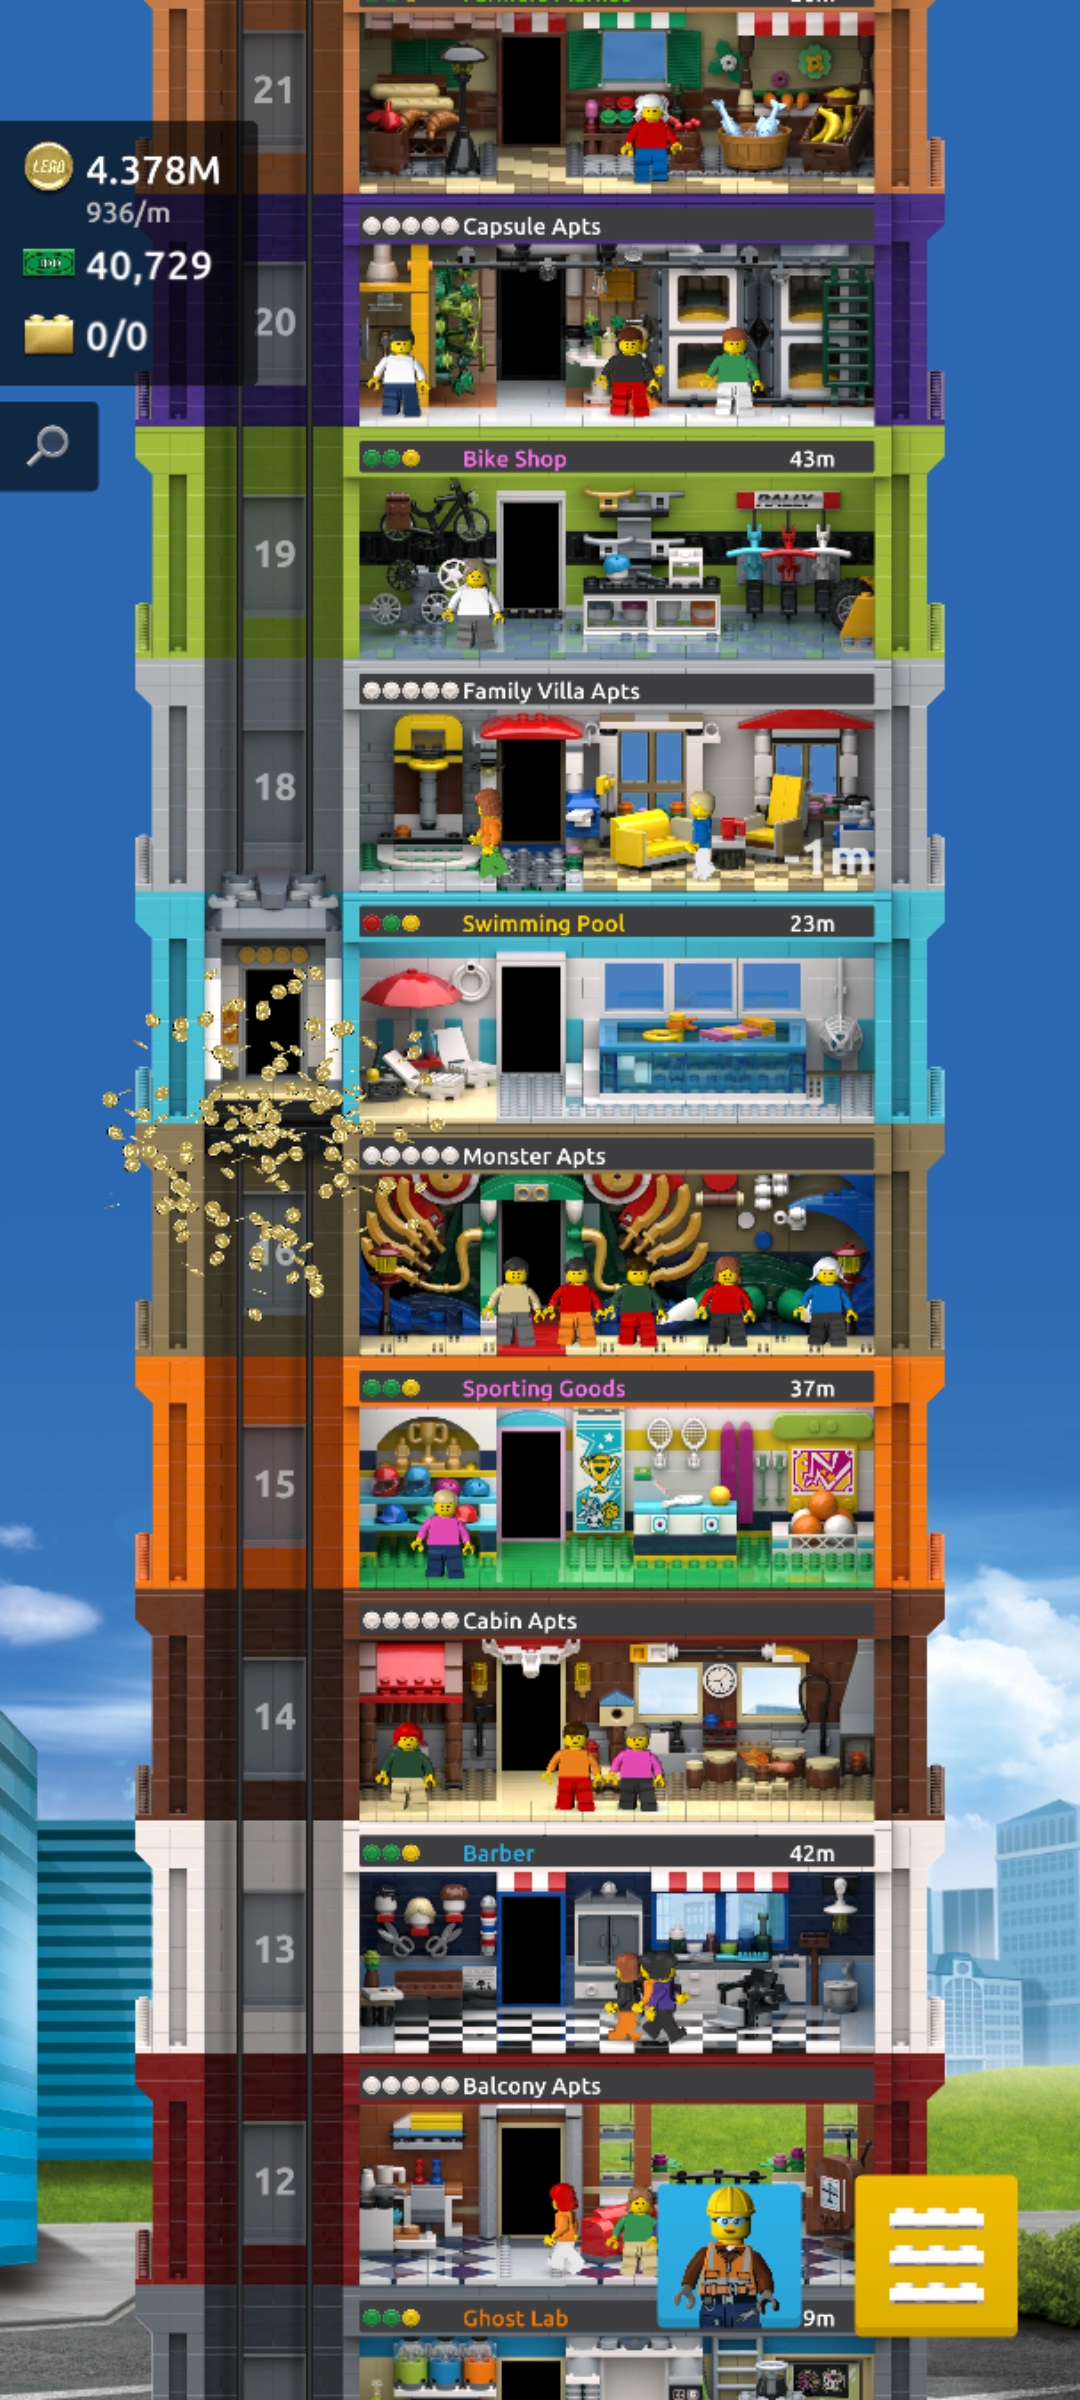 21
LEGO
4.378M
936/m
40,729
0/0
Capsule Apts
20
Bike Shop 43m
RALLY
19
Family Villa Apts
18
-1m
Swimming Pool 23m
Monster Apts
16
Sporting Goods 37m
15
Cabin Apts
14
Barber 42m
13
Balcony Apts
12
Ghost Lab 9m